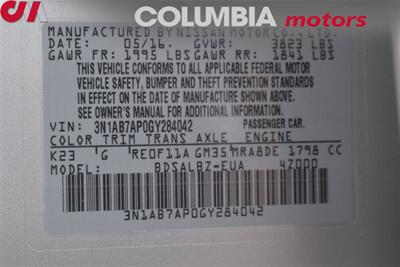 COLUMBIA motors
MANUFACTURED BY NISSAN MOTOR CO., LTD.
DATE: 05/16 GVWR: 3823 LBS
GAWR FR: 1995 LBS GAWR RR: 1841 LBS
THIS VEHICLE CONFORMS TO ALL APPLICABLE FEDERAL MOTOR
VEHICLE SAFETY, BUMPER AND THEFT PREVENTION STANDARDS
IN EFFECT ON THE DATE OF MANUFACTURE SHOWN ABOVE.
SEE OWNER'S MANUAL FOR ADDITIONAL INFORMATION.
VIN: 3N1AB7AP0GY284042 PASSENGER CAR.
COLOR TRIM TRANS AXLE ENGINE
K23 G RE0F11A GM35 MRA8DE 1798 CC
MODEL BDSALBZ-EUA 4Z000
3N1AB7AP0GY284042